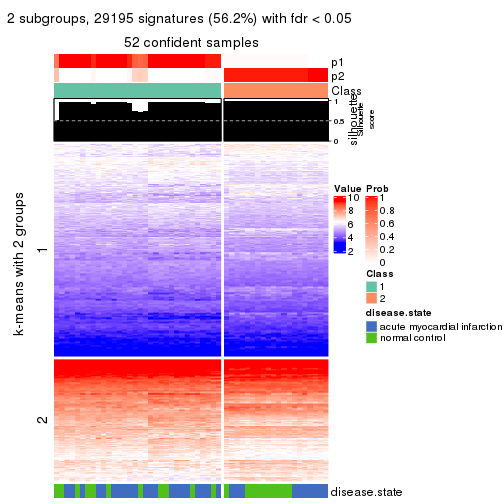 2 subgroups, 29195 signatures (56.2%) with fdr < 0.05
52 confident samples
p1
p2
Class
silhouette
Silhouette
score
1
0.5
0
k-means with 2 groups
1
2
Value
10
8
6
4
2
Prob
1
0.8
0.6
0.4
0.2
0
Class
1
2
disease.state
acute myocardial infarction
normal control
disease.state